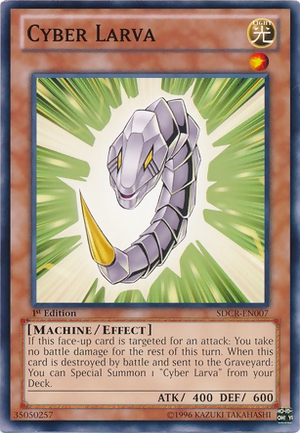 CYBER LARVA
LIGHT
光
1st Edition
SDCR-EN007
[MACHINE / EFFECT]
If this face-up card is targeted for an attack: You take
no battle damage for the rest of this turn. When this
card is destroyed by battle and sent to the Graveyard:
You can Special Summon 1 "Cyber Larva" from your
Deck.
ATK/ 400 DEF/ 600
35050257
©1996 KAZUKI TAKAHASHI